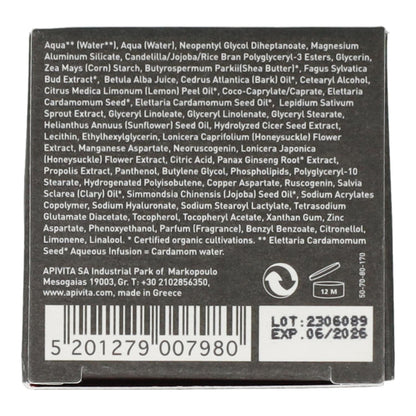 Aqua** (Water**), Aqua (Water), Neopentyl Glycol Diheptanoate, Magnesium
Aluminum Silicate, Candelilla/Jojoba/Rice Bran Polyglyceryl-3 Esters, Glycerin,
Zea Mays (Corn) Starch, Butyrospermum Parkii(Shea Butter)*, Fagus Sylvatica
Bud Extract*, Betula Alba Juice, Cedrus Atlantica (Bark) Oil*, Cetearyl Alcohol,
Citrus Medica Limonum (Lemon) Peel Oil*, Coco-Caprylate/Caprate, Elettaria
Cardamomum Seed*, Elettaria Cardamomum Seed Oil*, Lepidium Sativum
Sprout Extract, Glyceryl Linoleate, Glyceryl Linolenate, Glyceryl Stearate,
Helianthus Annus (Sunflower) Seed Oil, Hydrolyzed Cicer Seed Extract,
Lecithin, Ethylhexylglycerin, Lonicera Caprifolium (Honeysuckle) Flower
Extract, Manganese Aspartate, Neoruscogenin, Lonicera Japonica
(Honeysuckle) Flower Extract, Citric Acid, Panax Ginseng Root* Extract,
Propolis Extract, Panthenol, Butylene Glycol, Phospholipids, Polyglyceryl-10
Stearate, Hydrogenated Polyisobutene, Copper Aspartate, Ruscogenin, Salvia
Sclarea (Clary) Oil*, Simmondsia Chinensis (Jojoba) Seed Oil*, Sodium Acrylates
Copolymer, Sodium Hyaluronate, Sodium Stearoyl Lactylate, Tetrasodium
Glutamate Diacetate, Tocopherol, Tocopheryl Acetate, Xanthan Gum, Zinc
Aspartate, Phenoxyethanol, Parfum (Fragrance), Benzyl Benzoate, Citronellol,
Limonene, Linalool. * Certified organic cultivations. ** Elettaria Cardamomum
Seed* Aqueous Infusion = Cardamom water.
APIVITA SA Industrial Park of Markopoulo
Mesogaias 19003, Gr. T: +30 2102856350,
www.apivita.com, made in Greece
12 M
50-70-80-170
LOT: 2306089
EXP. 06/2026
5 201279 007980 >